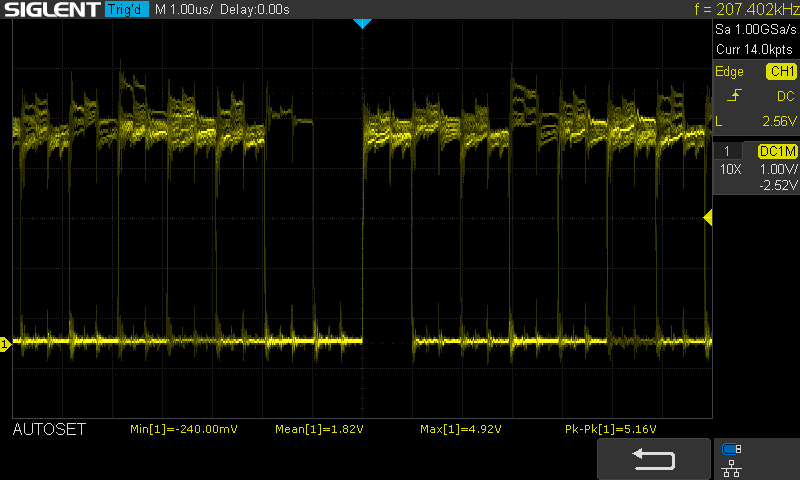 SIGLENT Trig'd M 1.00us/ Delay:0.00s f = 207.402kHz
Sa 1.00GSa/s
Curr 14.0kpts
Edge CH1
DC
L 2.56V
1 DC1M
10X 1.00V/
-2.52V
1
AUTOSET Min[1]=-240.00mV Mean[1]=1.82V Max[1]=4.92V Pk-Pk[1]=5.16V